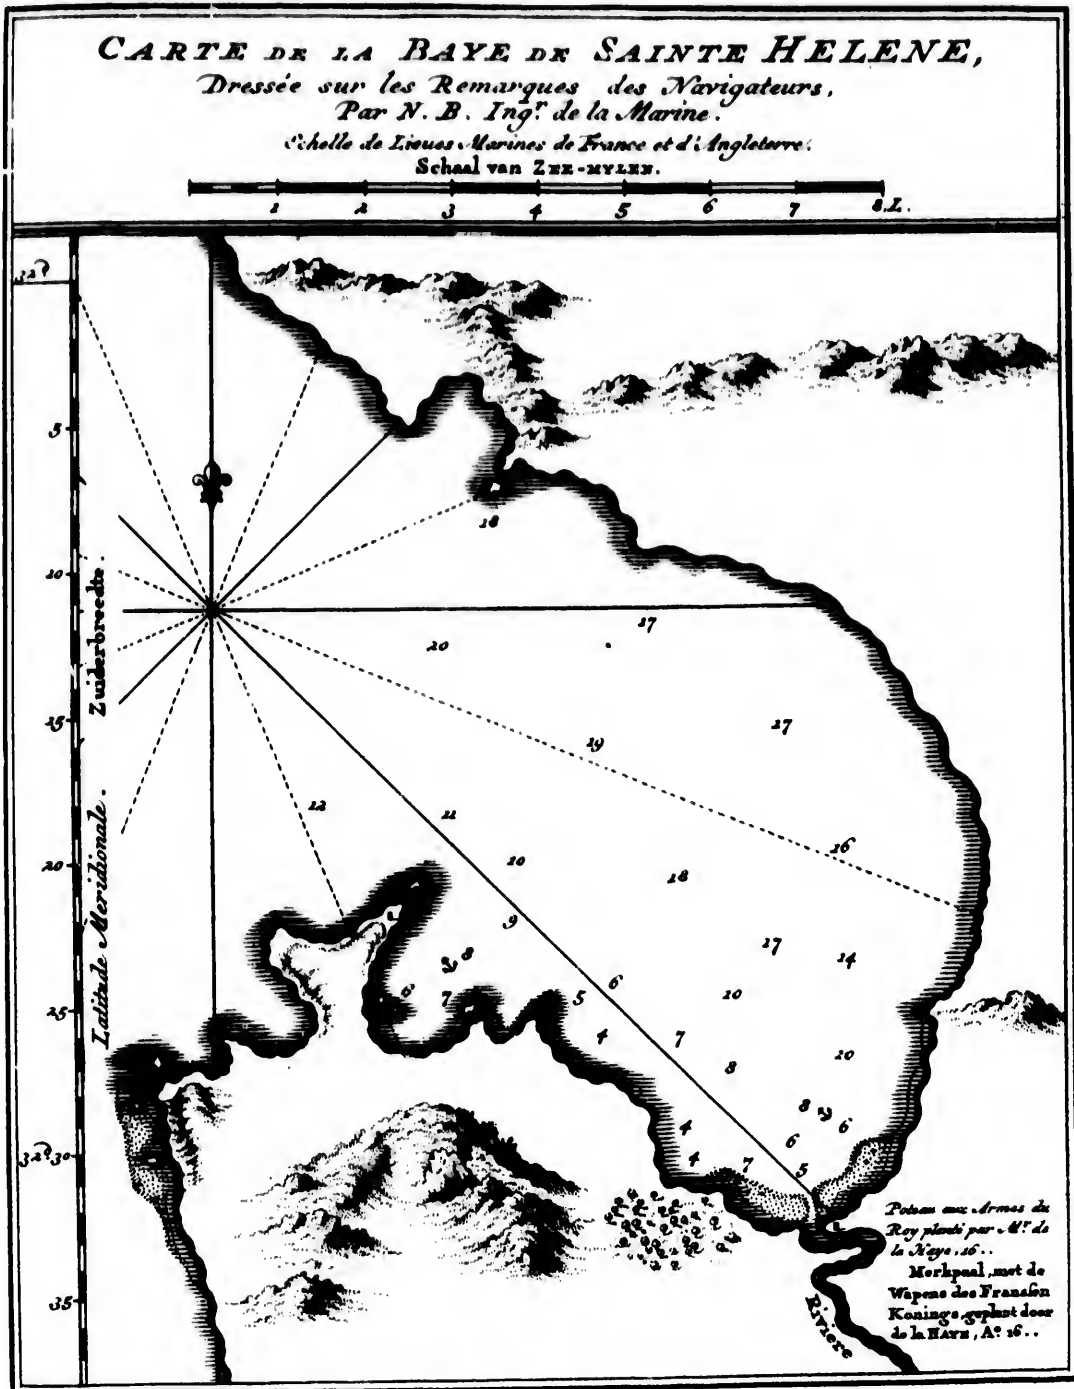 CARTE DE LA BAYE DE SAINTE HELENE,
Dressée sur les Remarques des Navigateurs,
Par N. B. Ingr. de la Marine.
Echelle de Lieues Marines de France et d'Angleterre.
Schaal van ZEE-MYLEN.
1 2 3 4 5 6 7 8.L.
5
18
10
Zuiderbreedte.
17
20
15
17
19
12
11
16
10
18
20
9
Latitude Meridionale.
17
14
8
6
6
10
7
5
25
4
7
10
8
8
6
4
6
32d.30
4
7
5
Poteau aux Armes du
Roy planté par Mr. de
la Haye. 16..
Merkpaal, met de
Wapens des Fransen
Konings, geplant door
de la HAYE, Ao. 16..
35
Riviere